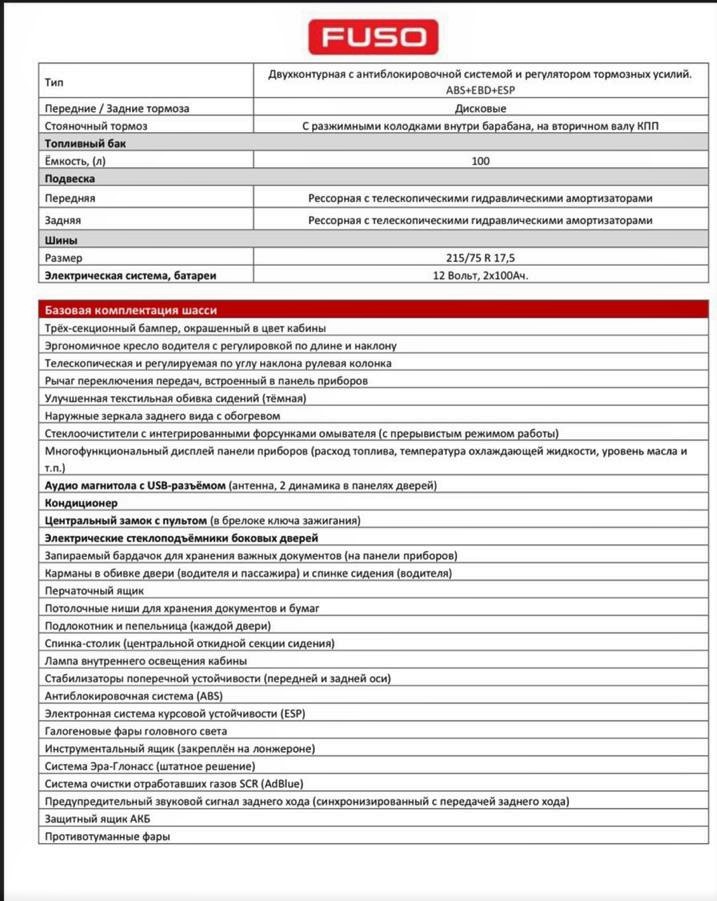 FUSO
Тип
Двухконтурная с антиблокировочной системой и регулятором тормозных усилий.
ABS+EBD+ESP
Передние / Задние тормоза Дисковые
Стояночный тормоз С разжимными колодками внутри барабана, на вторичном валу КПП
Топливный бак
Ёмкость, (л) 100
Подвеска
Передняя Рессорная с телескопическими гидравлическими амортизаторами
Задняя Рессорная с телескопическими гидравлическими амортизаторами
Шины
Размер 215/75 R 17,5
Электрическая система, батареи 12 Вольт, 2х100Ач.
Базовая комплектация шасси
Трёх-секционный бампер, окрашенный в цвет кабины
Эргономичное кресло водителя с регулировкой по длине и наклону
Телескопическая и регулируемая по углу наклона рулевая колонка
Рычаг переключения передач, встроенный в панель приборов
Улучшенная текстильная обивка сидений (тёмная)
Наружные зеркала заднего вида с обогревом
Стеклоочистители с интегрированными форсунками омывателя (с прерывистым режимом работы)
Многофункциональный дисплей панели приборов (расход топлива, температура охлаждающей жидкости, уровень масла и
т.п.)
Аудио магнитола с USB-разъёмом (антенна, 2 динамика в панелях дверей)
Кондиционер
Центральный замок с пультом (в брелоке ключа зажигания)
Электрические стеклоподъёмники боковых дверей
Запираемый бардачок для хранения важных документов (на панели приборов)
Карманы в обивке двери (водителя и пассажира) и спинке сидения (водителя)
Перчаточный ящик
Потолочные ниши для хранения документов и бумаг
Подлокотник и пепельница (каждой двери)
Спинка-столик (центральной откидной секции сидения)
Лампа внутреннего освещения кабины
Стабилизаторы поперечной устойчивости (передней и задней оси)
Антиблокировочная система (ABS)
Электронная система курсовой устойчивости (ESP)
Галогеновые фары головного света
Инструментальный ящик (закреплён на лонжероне)
Система Эра-Глонасс (штатное решение)
Система очистки отработавших газов SCR (AdBlue)
Предупредительный звуковой сигнал заднего хода (синхронизированный с передачей заднего хода)
Защитный ящик АКБ
Противотуманные фары